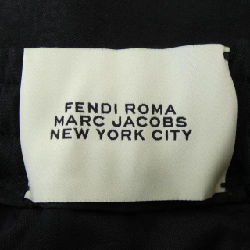 FENDI ROMA
MARC JACOBS
NEW YORK CITY